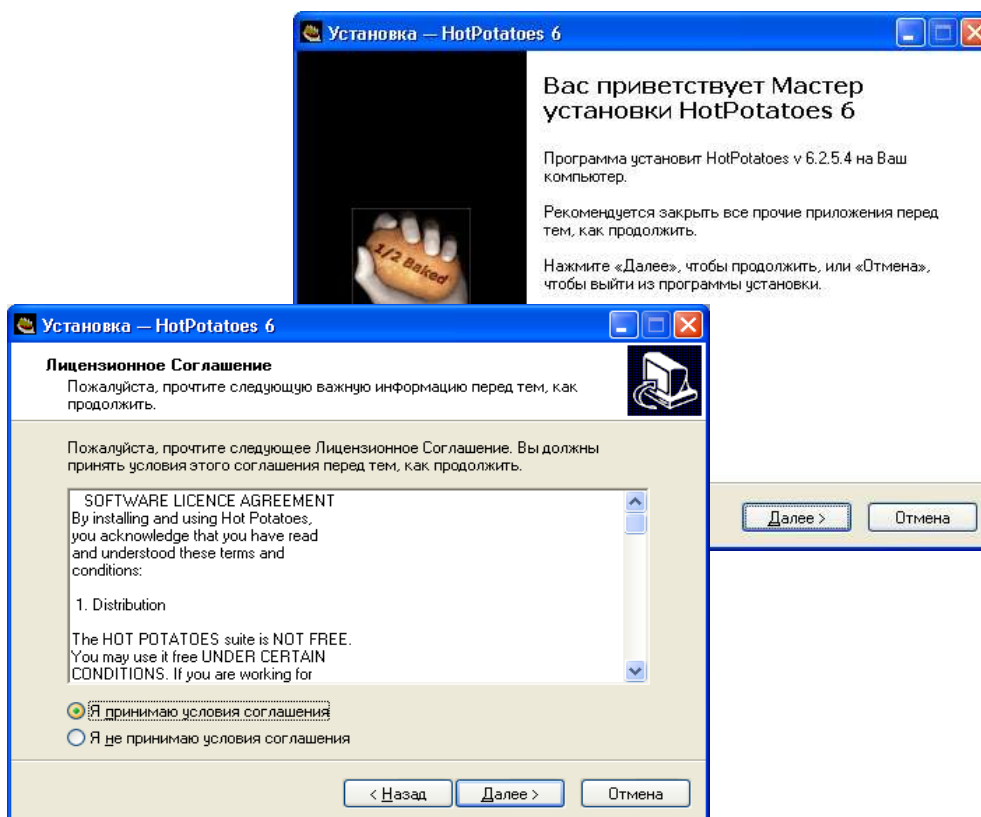 Установка — HotPotatoes 6
Вас приветствует Мастер
установки HotPotatoes 6
Программа установит HotPotatoes v 6.2.5.4 на Ваш
компьютер.
Рекомендуется закрыть все прочие приложения перед
тем, как продолжить.
Нажмите «Далее», чтобы продолжить, или «Отмена»,
чтобы выйти из программы установки.
1/2 Baked
Далее >
Отмена
Установка — HotPotatoes 6
Лицензионное Соглашение
Пожалуйста, прочтите следующую важную информацию перед тем, как
продолжить.
Пожалуйста, прочтите следующее Лицензионное Соглашение. Вы должны
принять условия этого соглашения перед тем, как продолжить.
SOFTWARE LICENCE AGREEMENT
By installing and using Hot Potatoes,
you acknowledge that you have read
and understood these terms and
conditions:
1. Distribution
The HOT POTATOES suite is NOT FREE.
You may use it free UNDER CERTAIN
CONDITIONS. If you are working for
Я принимаю условия соглашения
Я не принимаю условия соглашения
< Назад
Далее >
Отмена